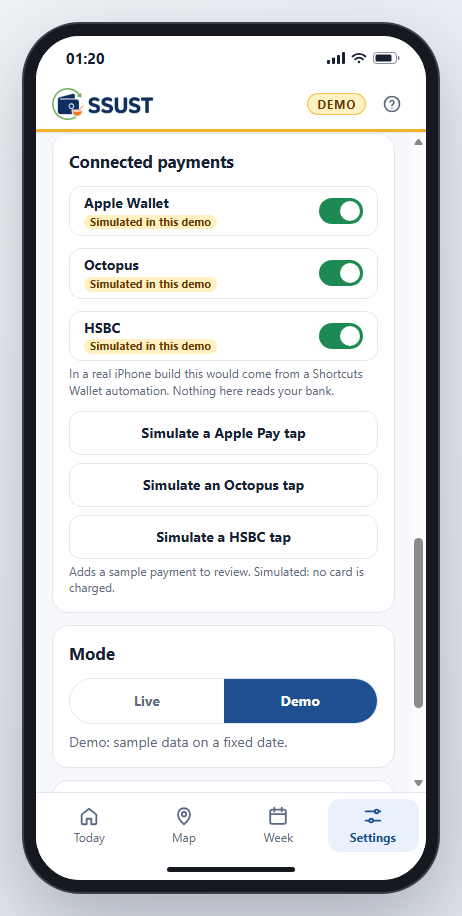 01:20
SSUST
DEMO
Connected payments
Apple Wallet
Simulated in this demo
Octopus
Simulated in this demo
HSBC
Simulated in this demo
In a real iPhone build this would come from a Shortcuts
Wallet automation. Nothing here reads your bank.
Simulate a Apple Pay tap
Simulate an Octopus tap
Simulate a HSBC tap
Adds a sample payment to review. Simulated: no card is
charged.
Mode
Live
Demo
Demo: sample data on a fixed date.
Today
Map
Week
Settings